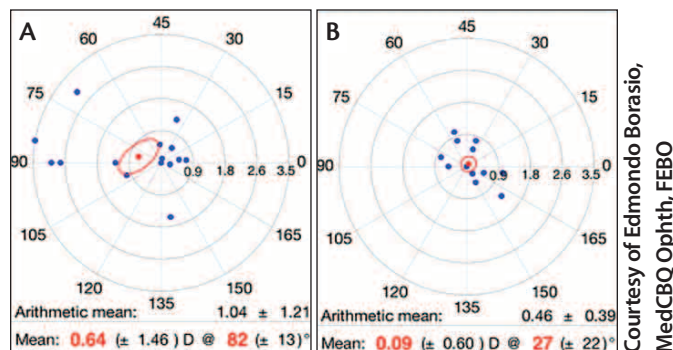 A
45
60
30
75
15
90
0
0.9 1.8 2.6 3.5
105
165
120
150
135
Arithmetic mean: 1.04 ± 1.21
Mean: 0.64 (± 1.46) D @ 82 (± 13)°
B
45
60
30
75
15
90
0
0.9 1.8 2.6 3.5
105
165
120
150
135
Arithmetic mean: 0.46 ± 0.39
Mean: 0.09 (± 0.60) D @ 27 (± 22)°
Courtesy of Edmondo Borasio,
MedCBQ Ophth, FEBO